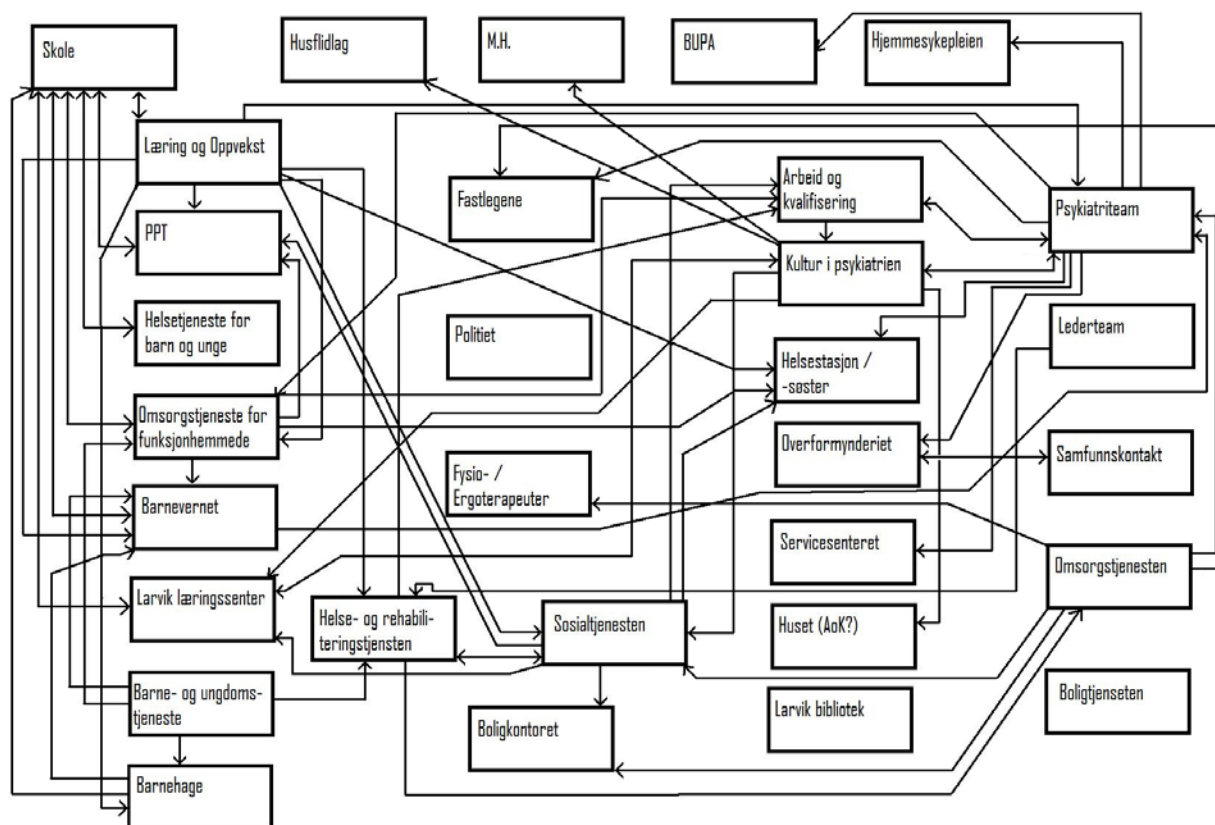 Skole
Husflidlag
M.H.
BUPA
Hjemmesykepleien
Læring og Oppvekst
Fastlegene
Arbeid og
kvalifisering
Psykiatriteam
PPT
Kultur i psykiatrien
Helsetjeneste for
barn og unge
Politiet
Helsestasjon /
-søster
Lederteam
Omsorgstjeneste for
funksjonhemmede
Overformynderiet
Samfunnskontakt
Fysio- /
Ergoterapeuter
Barnevernet
Servicesenteret
Omsorgstjenesten
Larvik læringssenter
Helse- og rehabili-
teringstjensten
Sosialtjenesten
Huset (AoK?)
Barne- og ungdoms-
tjeneste
Boligkontoret
Larvik bibliotek
Boligtjenseten
Barnehage